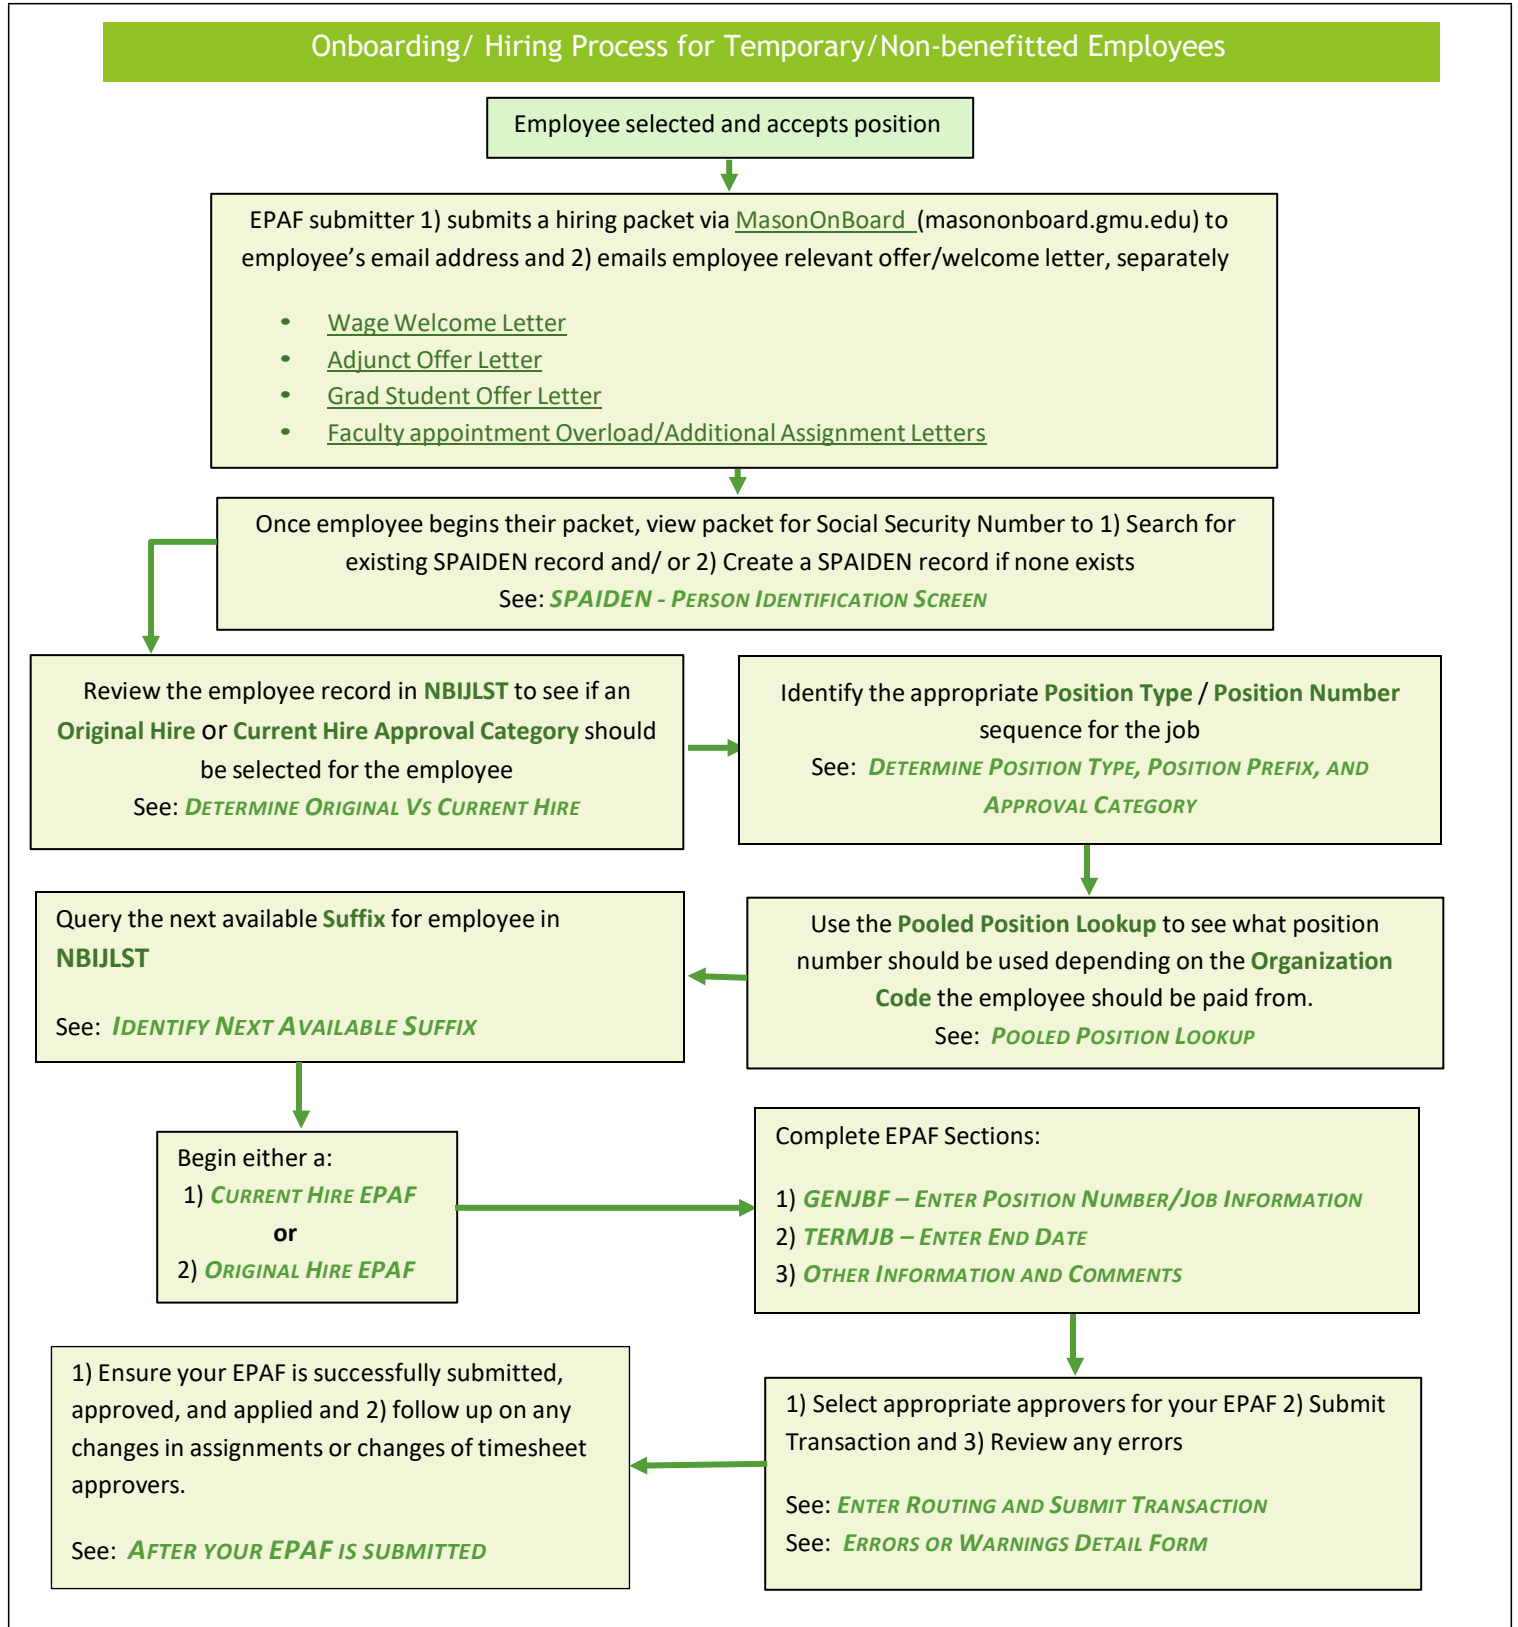 Onboarding/ Hiring Process for Temporary/Non-benefitted Employees
Employee selected and accepts position
EPAF submitter 1) submits a hiring packet via MasonOnBoard (masononboard.gmu.edu) to
employee’s email address and 2) emails employee relevant offer/welcome letter, separately
• Wage Welcome Letter
• Adjunct Offer Letter
• Grad Student Offer Letter
• Faculty appointment Overload/Additional Assignment Letters
Once employee begins their packet, view packet for Social Security Number to 1) Search for
existing SPAIDEN record and/ or 2) Create a SPAIDEN record if none exists
See: SPAIDEN - PERSON IDENTIFICATION SCREEN
Review the employee record in NBIJLST to see if an
Original Hire or Current Hire Approval Category should
be selected for the employee
See: DETERMINE ORIGINAL VS CURRENT HIRE
Identify the appropriate Position Type / Position Number
sequence for the job
See: DETERMINE POSITION TYPE, POSITION PREFIX, AND
APPROVAL CATEGORY
Use the Pooled Position Lookup to see what position
number should be used depending on the Organization
Code the employee should be paid from.
See: POOLED POSITION LOOKUP
Query the next available Suffix for employee in
NBIJLST
See: IDENTIFY NEXT AVAILABLE SUFFIX
Begin either a:
1) CURRENT HIRE EPAF
or
2) ORIGINAL HIRE EPAF
Complete EPAF Sections:
1) GENJBF – ENTER POSITION NUMBER/JOB INFORMATION
2) TERMJB – ENTER END DATE
3) OTHER INFORMATION AND COMMENTS
1) Select appropriate approvers for your EPAF 2) Submit
Transaction and 3) Review any errors
See: ENTER ROUTING AND SUBMIT TRANSACTION
See: ERRORS OR WARNINGS DETAIL FORM
1) Ensure your EPAF is successfully submitted,
approved, and applied and 2) follow up on any
changes in assignments or changes of timesheet
approvers.
See: AFTER YOUR EPAF IS SUBMITTED